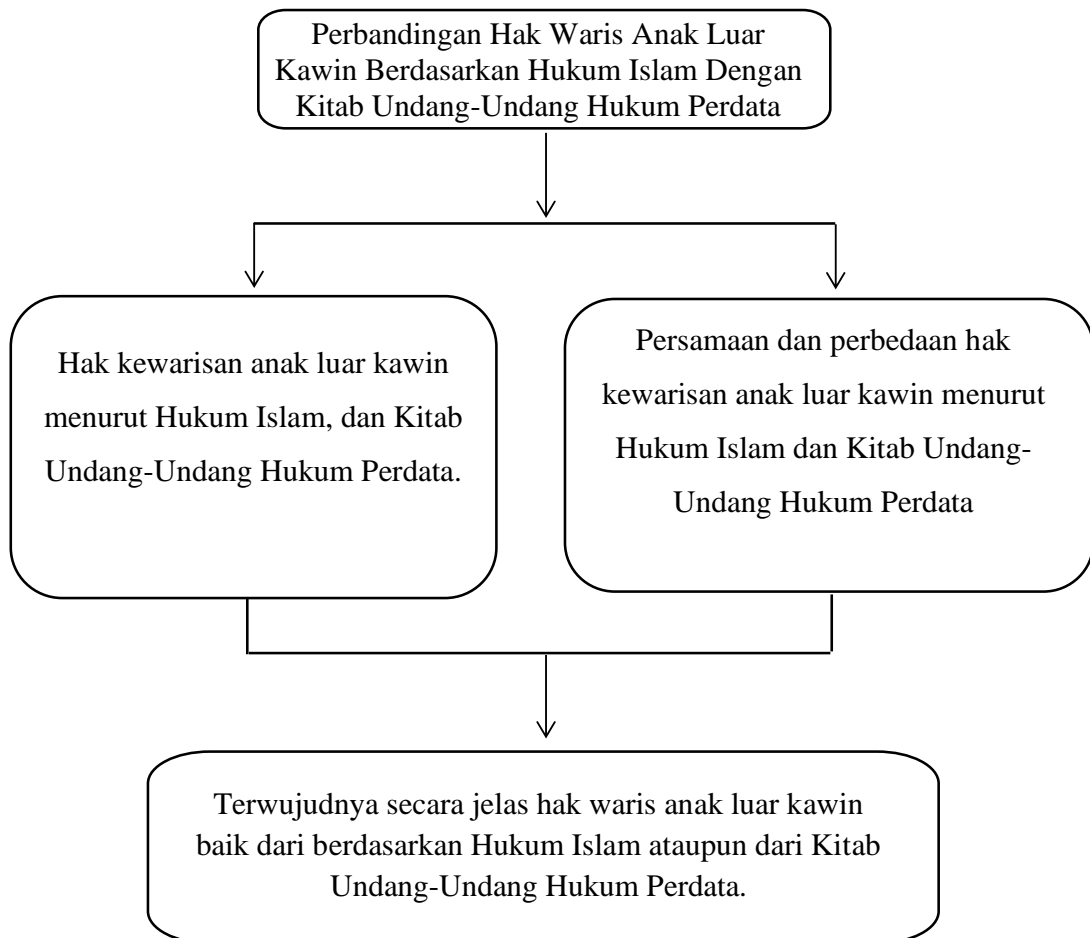 Perbandingan Hak Waris Anak Luar
Kawin Berdasarkan Hukum Islam Dengan
Kitab Undang-Undang Hukum Perdata
Hak kewarisan anak luar kawin
menurut Hukum Islam, dan Kitab
Undang-Undang Hukum Perdata.
Persamaan dan perbedaan hak
kewarisan anak luar kawin menurut
Hukum Islam dan Kitab Undang-
Undang Hukum Perdata
Terwujudnya secara jelas hak waris anak luar kawin
baik dari berdasarkan Hukum Islam ataupun dari Kitab
Undang-Undang Hukum Perdata.